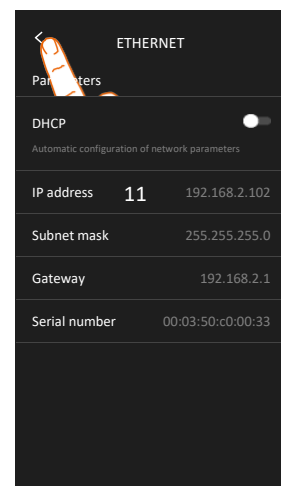 ETHERNET
Parameters
DHCP
Automatic configuration of network parameters
IP address 11 192.168.2.102
Subnet mask 255.255.255.0
Gateway 192.168.2.1
Serial number 00:03:50:c0:00:33